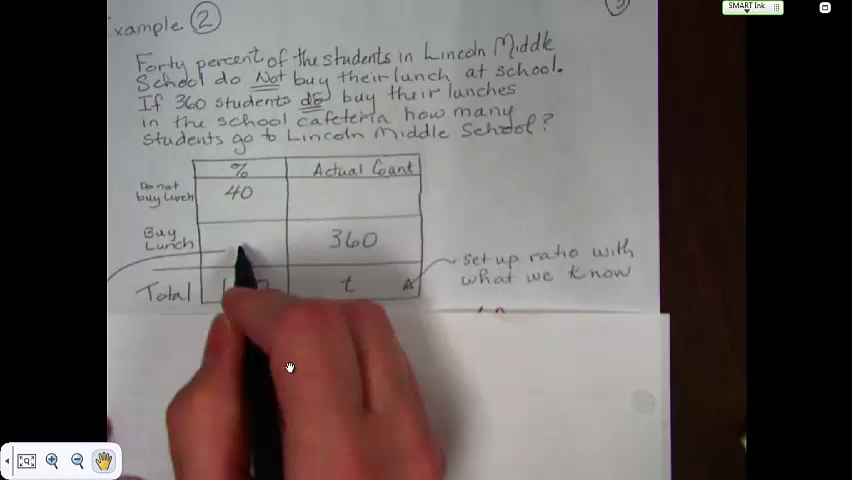 Example 2
Forty percent of the students in Lincoln Middle
School do Not buy their lunch at school.
If 360 students do buy their lunches
in the school cafeteria how many
students go to Lincoln Middle School?
% Actual Count
Do not buy lunch 40
Buy Lunch 360
Total t
set up ratio with
what we know
SMART Ink